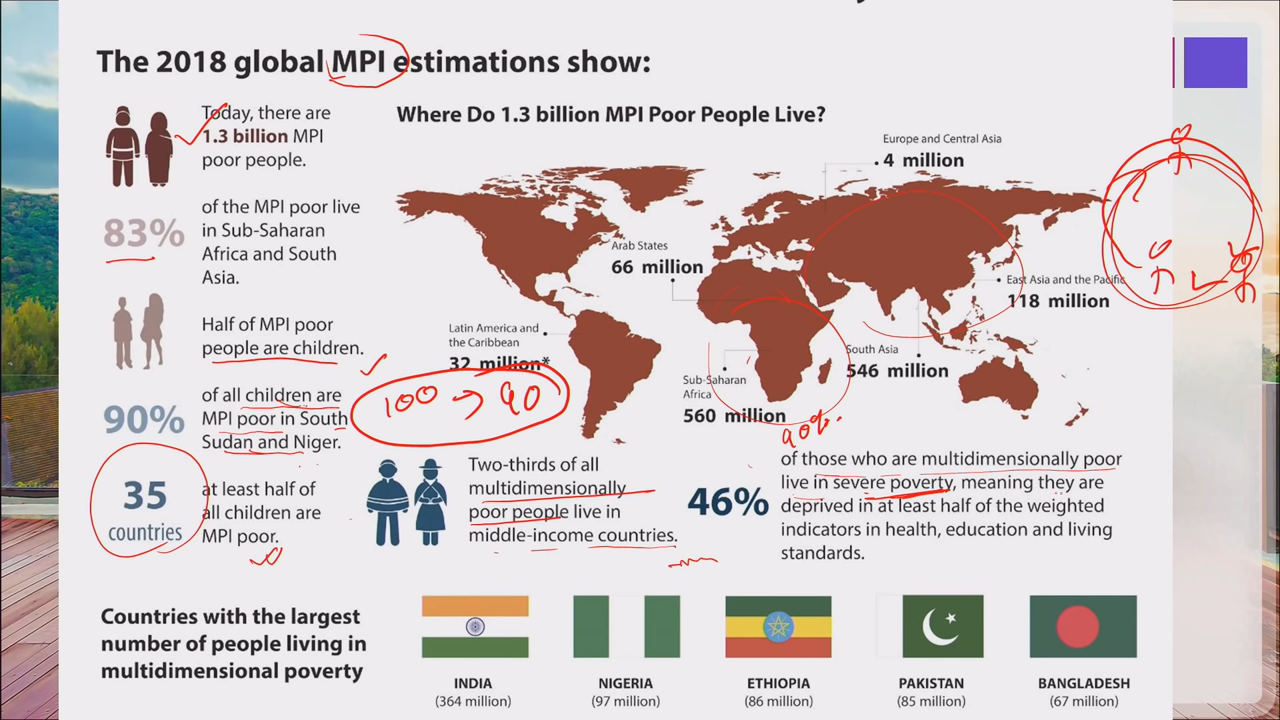 The 2018 global MPI estimations show:
Today, there are
1.3 billion MPI
poor people.
83%
of the MPI poor live
in Sub-Saharan
Africa and South
Asia.
Half of MPI poor
people are children.
90%
of all children are
MPI poor in South
Sudan and Niger.
35
countries
at least half of
all children are
MPI poor.
Where Do 1.3 billion MPI Poor People Live?
Europe and Central Asia
4 million
Arab States
66 million
East Asia and the Pacific
118 million
Latin America and
the Caribbean
32 million*
South Asia
546 million
Sub-Saharan
Africa
560 million
100 → 90
90%.
Two-thirds of all
multidimensionally
poor people live in
middle-income countries.
46%
of those who are multidimensionally poor
live in severe poverty, meaning they are
deprived in at least half of the weighted
indicators in health, education and living
standards.
Countries with the largest
number of people living in
multidimensional poverty
INDIA
(364 million)
NIGERIA
(97 million)
ETHIOPIA
(86 million)
PAKISTAN
(85 million)
BANGLADESH
(67 million)